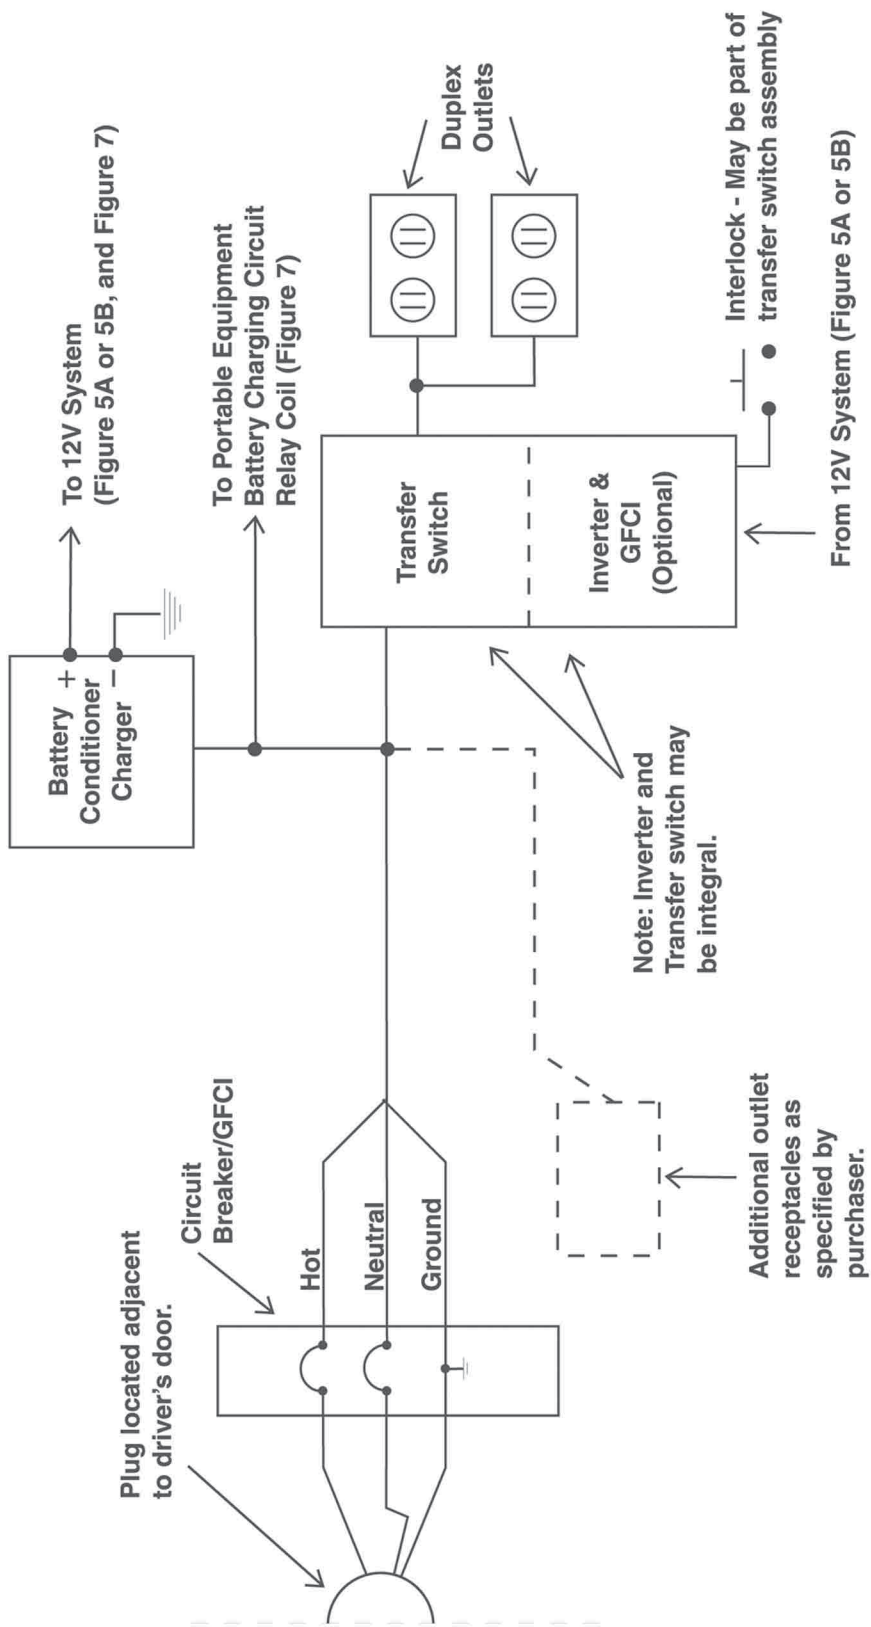 Plug located adjacent
to driver's door.
Circuit
Breaker/GFCI
Hot
Neutral
Ground
Battery +
Conditioner
Charger −
To 12V System
(Figure 5A or 5B, and Figure 7)
To Portable Equipment
Battery Charging Circuit
Relay Coil (Figure 7)
Transfer
Switch
Inverter &
GFCI
(Optional)
Duplex
Outlets
Interlock - May be part of
transfer switch assembly
From 12V System (Figure 5A or 5B)
Note: Inverter and
Transfer switch may
be integral.
Additional outlet
receptacles as
specified by
purchaser.